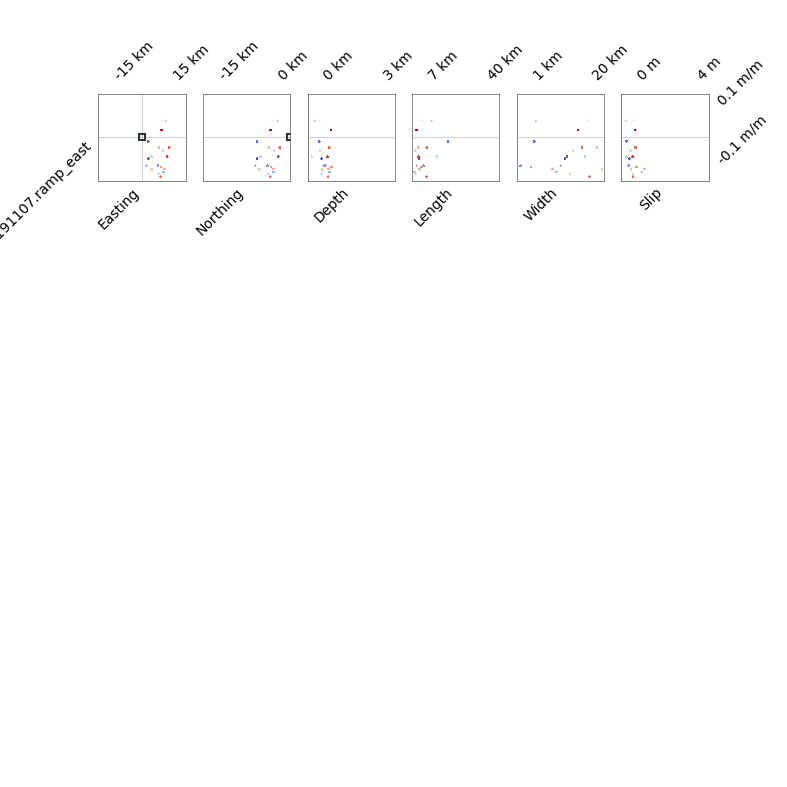 -15 km 15 km -15 km 0 km 0 km 3 km 7 km 40 km 1 km 20 km 0 m 4 m
0.1 m/m
-0.1 m/m
191107.ramp_east
Easting Northing Depth Length Width Slip